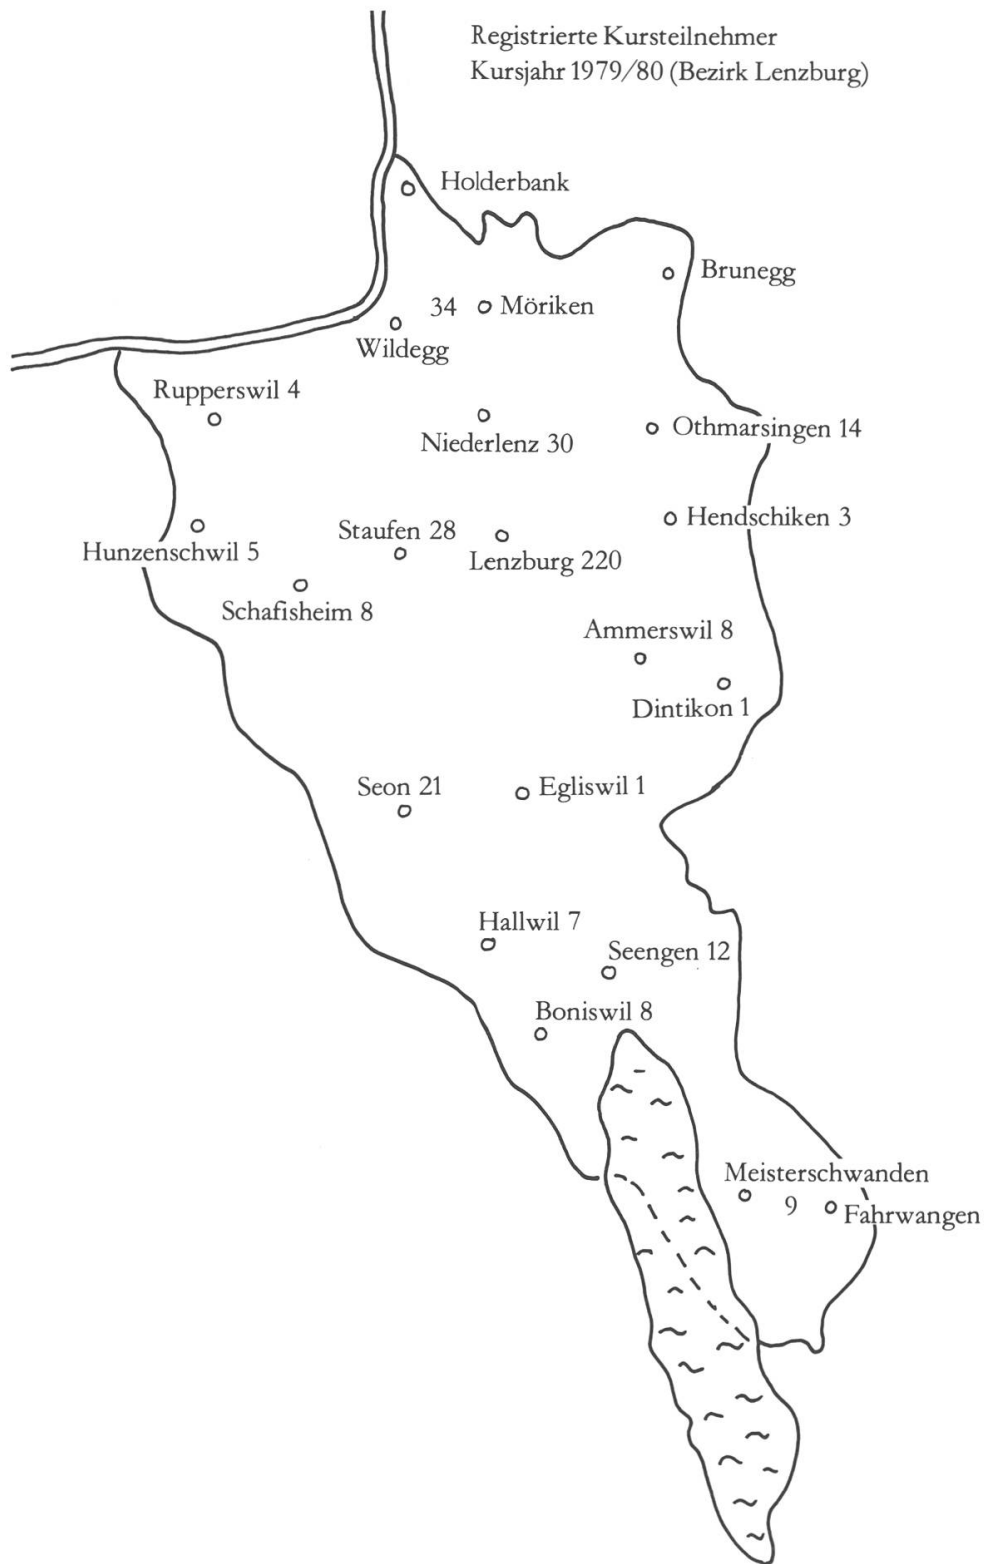 Registrierte Kursteilnehmer
Kursjahr 1979/80 (Bezirk Lenzburg)
Holderbank
Brunegg
34 Möriken
Wildegg
Rupperswil 4
Othmarsingen 14
Niederlenz 30
Hendschiken 3
Staufen 28
Hunzenschwil 5
Lenzburg 220
Schafisheim 8
Ammerswil 8
Dintikon 1
Seon 21
Egliswil 1
Hallwil 7
Seengen 12
Boniswil 8
Meisterschwanden
9
Fahrwangen